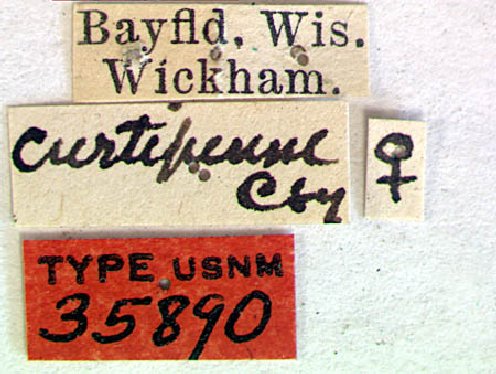 Bayfld. Wis.
Wickham.
Curtipenne
Csy
♀
TYPE USNM
35890